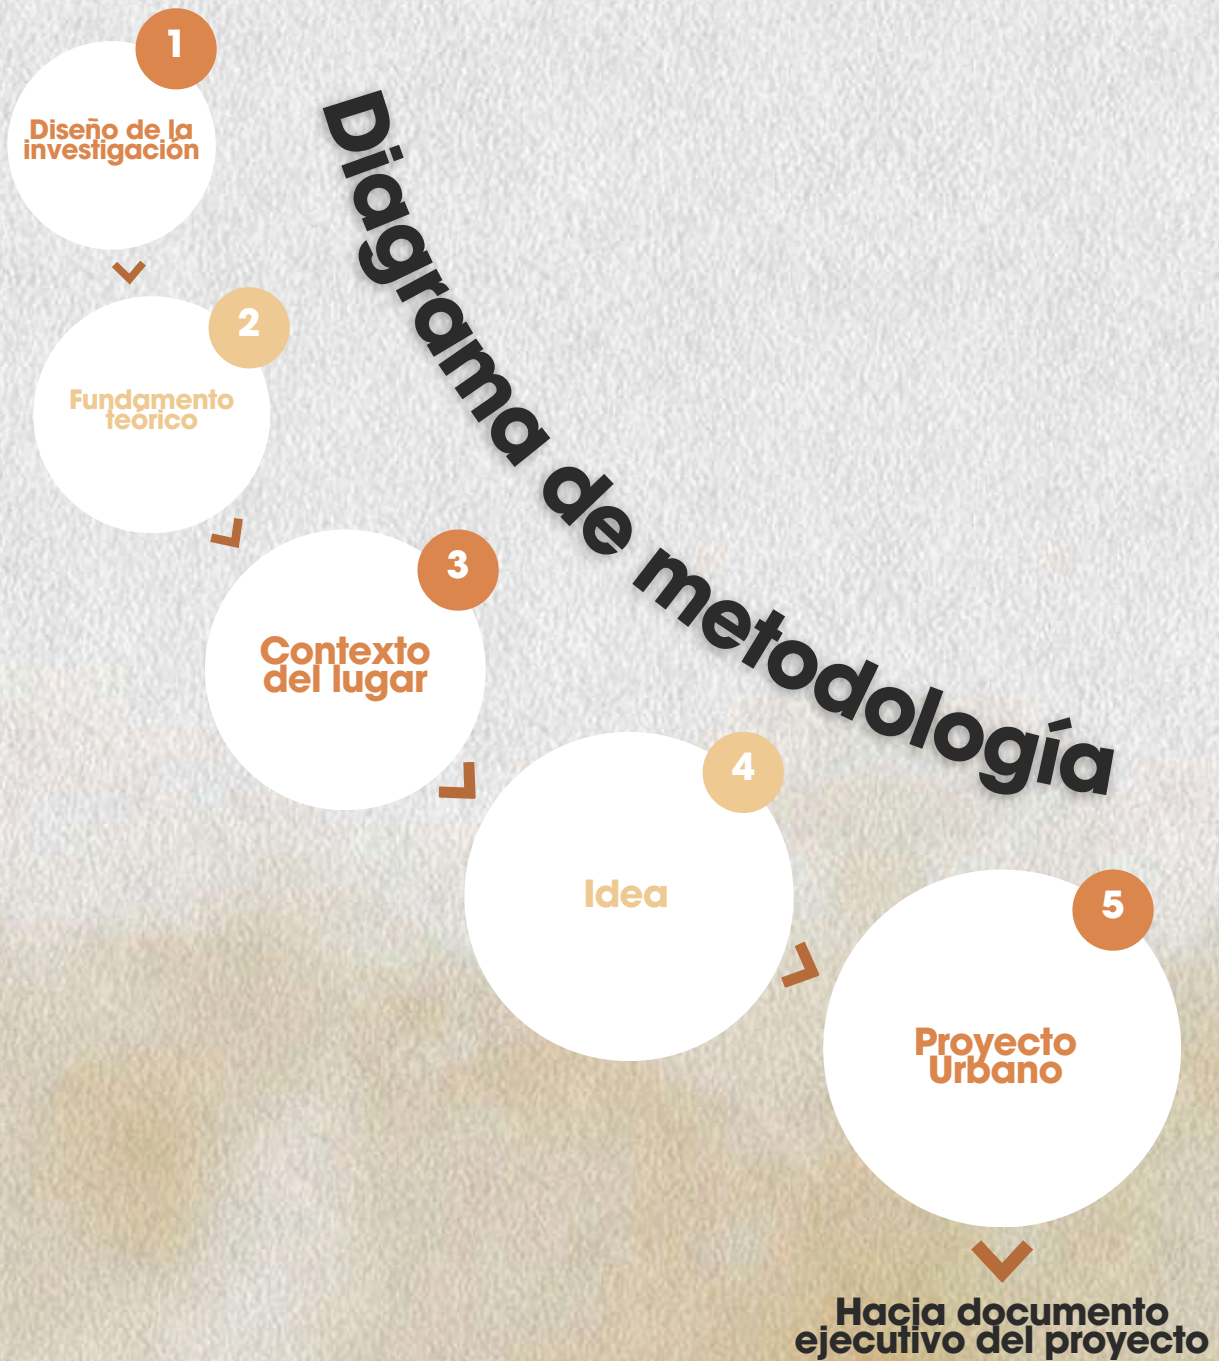 1
Diseño de la
investigación
Diagrama de metodología
2
Fundamento
teórico
3
Contexto
del lugar
4
Idea
5
Proyecto
Urbano
Hacia documento
ejecutivo del proyecto